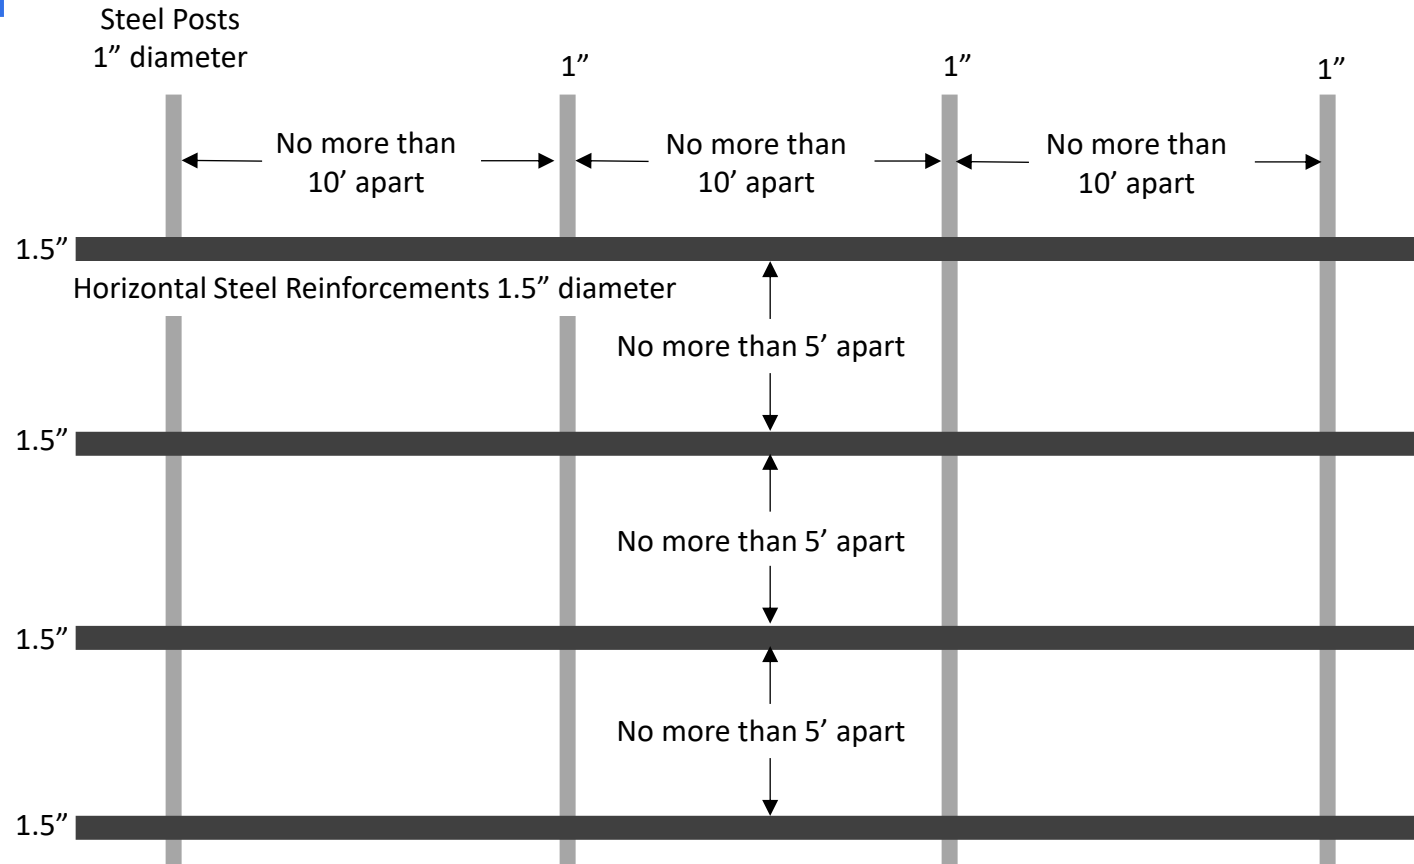 Steel Posts
1” diameter
1”
1”
1”
No more than
10’ apart
No more than
10’ apart
No more than
10’ apart
1.5”
Horizontal Steel Reinforcements 1.5” diameter
No more than 5’ apart
1.5”
No more than 5’ apart
1.5”
No more than 5’ apart
1.5”